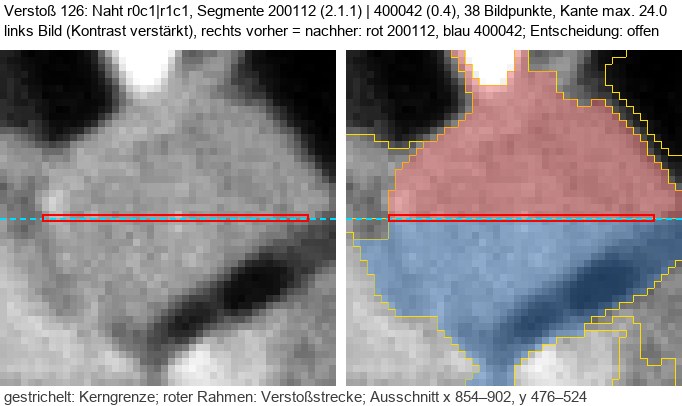 Verstoß 126: Naht r0c1|r1c1, Segmente 200112 (2.1.1) | 400042 (0.4), 38 Bildpunkte, Kante max. 24.0
links Bild (Kontrast verstärkt), rechts vorher = nachher: rot 200112, blau 400042; Entscheidung: offen
gestrichelt: Kerngrenze; roter Rahmen: Verstoßstrecke; Ausschnitt x 854–902, y 476–524